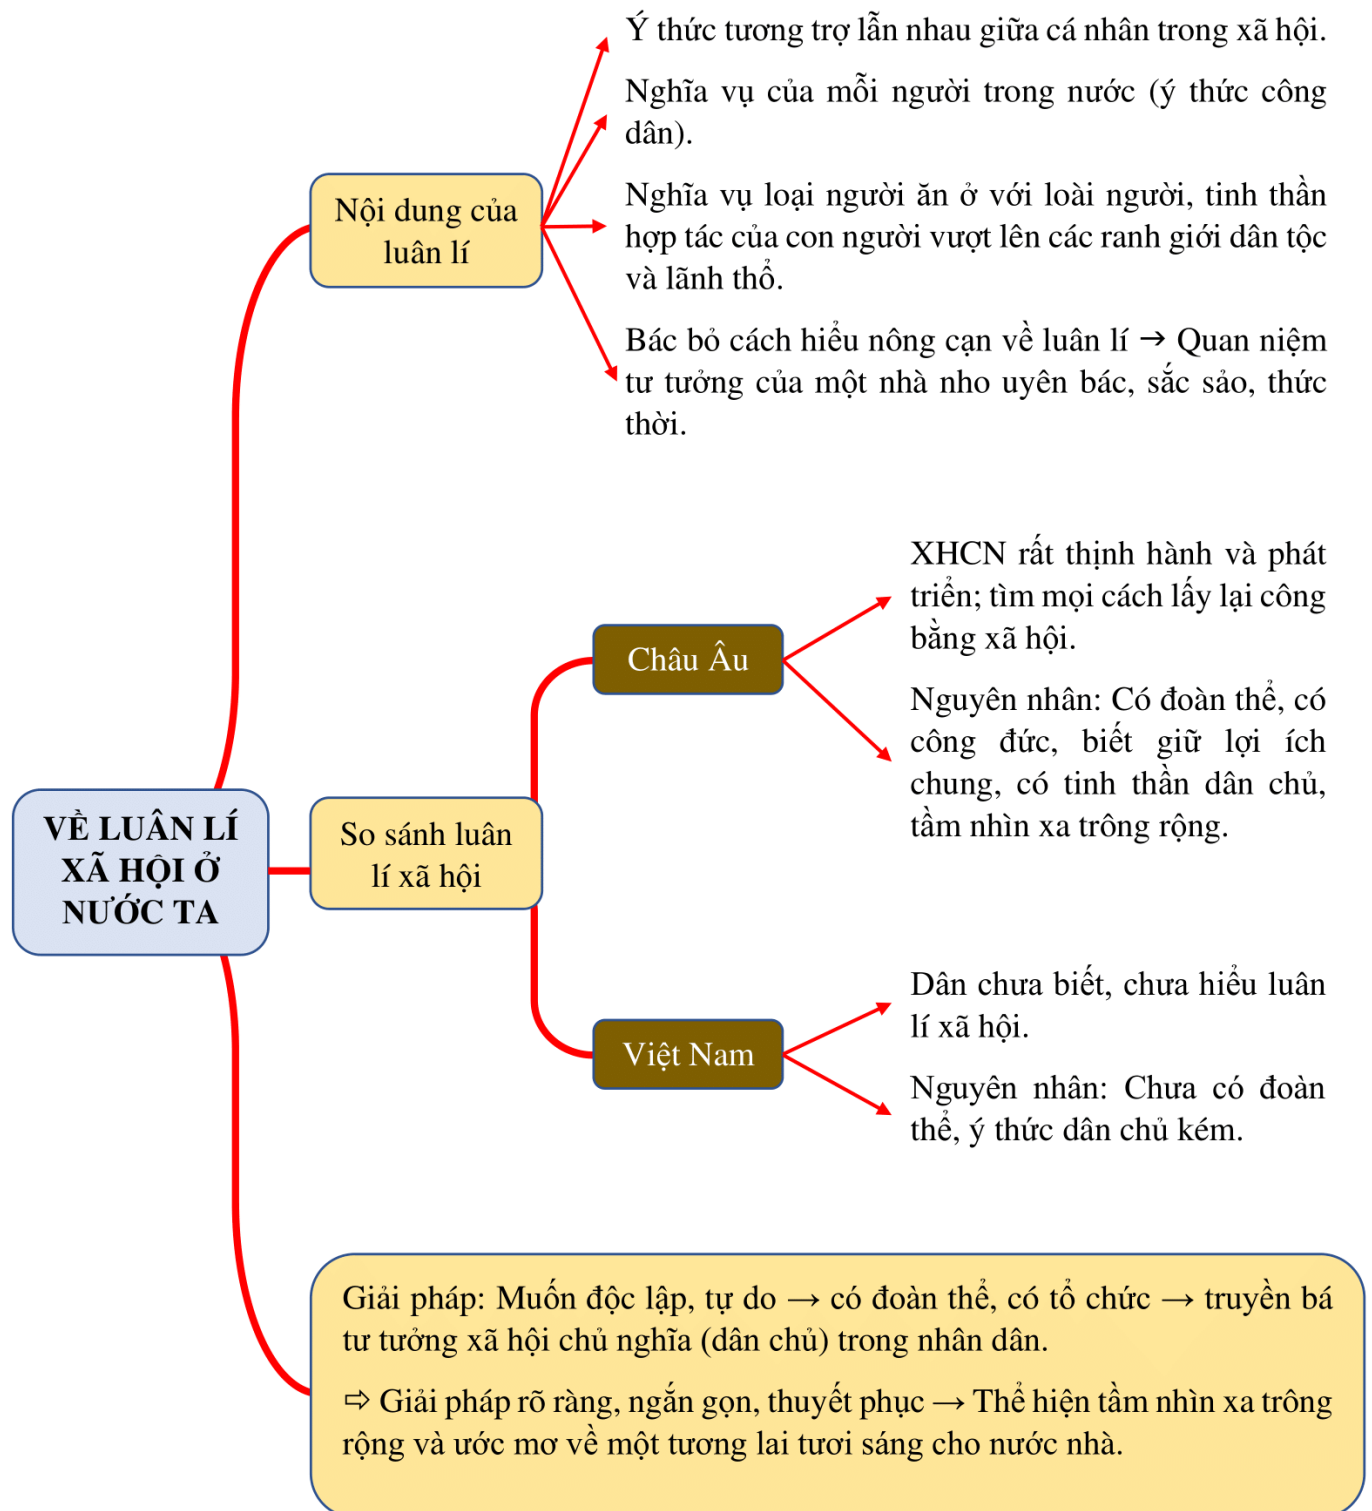 Ý thức tương trợ lẫn nhau giữa cá nhân trong xã hội.
Nghĩa vụ của mỗi người trong nước (ý thức công
dân).
Nghĩa vụ loại người ăn ở với loài người, tinh thần
hợp tác của con người vượt lên các ranh giới dân tộc
và lãnh thổ.
Bác bỏ cách hiểu nông cạn về luân lí → Quan niệm
tư tưởng của một nhà nho uyên bác, sắc sảo, thức
thời.
Nội dung của
luân lí
XHCN rất thịnh hành và phát
triển; tìm mọi cách lấy lại công
bằng xã hội.
Châu Âu
Nguyên nhân: Có đoàn thể, có
công đức, biết giữ lợi ích
chung, có tinh thần dân chủ,
tầm nhìn xa trông rộng.
VỀ LUÂN LÍ
XÃ HỘI Ở
NƯỚC TA
So sánh luân
lí xã hội
Dân chưa biết, chưa hiểu luân
lí xã hội.
Việt Nam
Nguyên nhân: Chưa có đoàn
thể, ý thức dân chủ kém.
Giải pháp: Muốn độc lập, tự do → có đoàn thể, có tổ chức → truyền bá
tư tưởng xã hội chủ nghĩa (dân chủ) trong nhân dân.
⇨ Giải pháp rõ ràng, ngắn gọn, thuyết phục → Thể hiện tầm nhìn xa trông
rộng và ước mơ về một tương lai tươi sáng cho nước nhà.